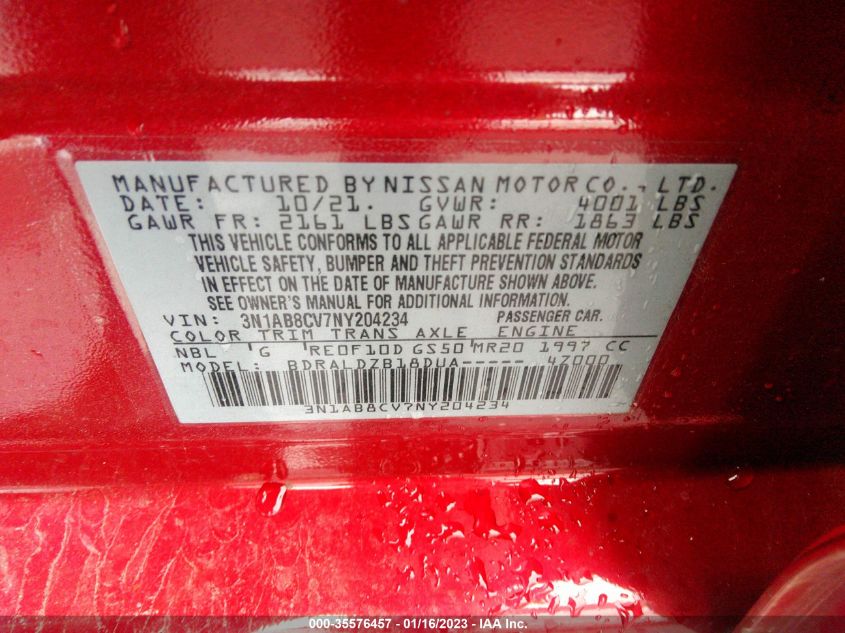 MANUFACTURED BY NISSAN MOTOR CO., LTD.
DATE: 10/21. GVWR: 4001 LBS
GAWR FR: 2161 LBS GAWR RR: 1863 LBS
THIS VEHICLE CONFORMS TO ALL APPLICABLE FEDERAL MOTOR
VEHICLE SAFETY, BUMPER AND THEFT PREVENTION STANDARDS
IN EFFECT ON THE DATE OF MANUFACTURE SHOWN ABOVE.
SEE OWNER'S MANUAL FOR ADDITIONAL INFORMATION.
VIN: 3N1AB8CV7NY204234 PASSENGER CAR.
COLOR TRIM TRANS AXLE ENGINE
NBL 'G 'RE0F10D GS50'MR20 1997 CC
MODEL: BDRALDZB18DUA----- 47000
3N1AB8CV7NY204234
000-35576457 - 01/16/2023 - IAA Inc.